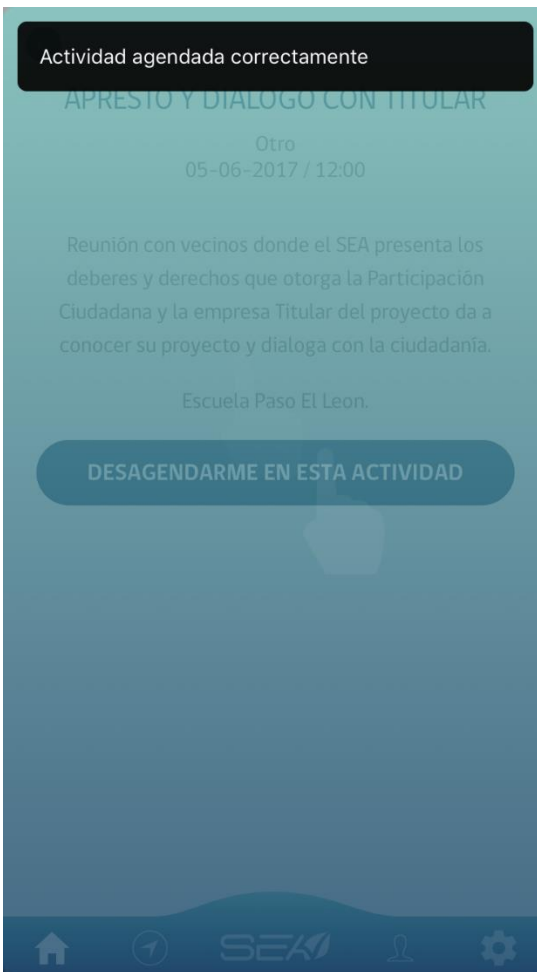 Actividad agendada correctamente
APRESTO Y DIALOGO CON TITULAR
Otro
05-06-2017 / 12:00
Reunión con vecinos donde el SEA presenta los
deberes y derechos que otorga la Participación
Ciudadana y la empresa Titular del proyecto da a
conocer su proyecto y dialoga con la ciudadanía.
Escuela Paso El Leon.
DESAGENDARME EN ESTA ACTIVIDAD
SEA